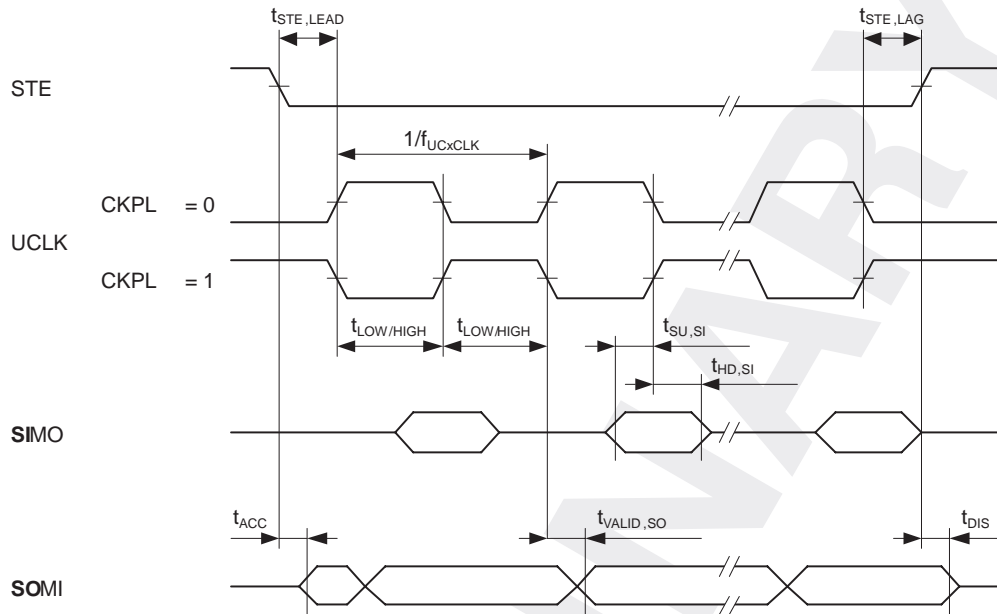 tSTE,LEAD
tSTE,LAG
STE
1/fUCxCLK
CKPL = 0
UCLK
CKPL = 1
tLOW/HIGH tLOW/HIGH
tSU,SI
tHD,SI
SIMO
tACC
tVALID,SO
tDIS
SOMI